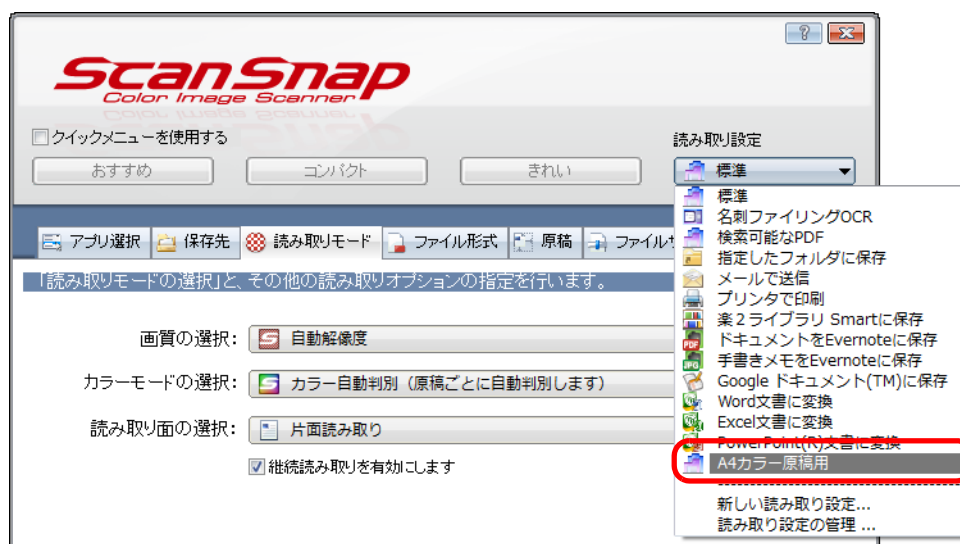 ScanSnap
Color Image Scanner
クイックメニューを使用する
おすすめ
コンパクト
きれい
読み取り設定
標準
標準
名刺ファイリングOCR
検索可能なPDF
指定したフォルダに保存
メールで送信
プリンタで印刷
楽2ライブラリ Smartに保存
ドキュメントをEvernoteに保存
手書きメモをEvernoteに保存
Google ドキュメント(TM)に保存
Word文書に変換
Excel文書に変換
PowerPoint(R)文書に変換
A4カラー原稿用
新しい読み取り設定...
読み取り設定の管理 ...
アプリ選択
保存先
読み取りモード
ファイル形式
原稿
ファイル
「読み取りモードの選択」と、その他の読み取りオプションの指定を行います。
画質の選択:
自動解像度
カラーモードの選択:
カラー自動判別（原稿ごとに自動判別します）
読み取り面の選択:
片面読み取り
継続読み取りを有効にします